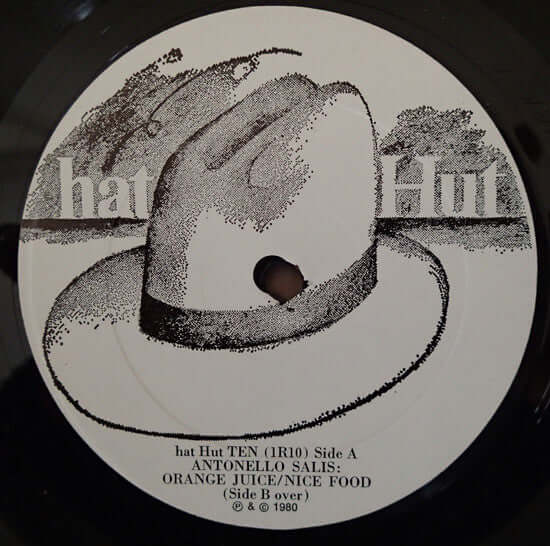 hat Hut
hat Hut TEN (1R10) Side A
ANTONELLO SALIS:
ORANGE JUICE/NICE FOOD
(Side B over)
℗ & © 1980